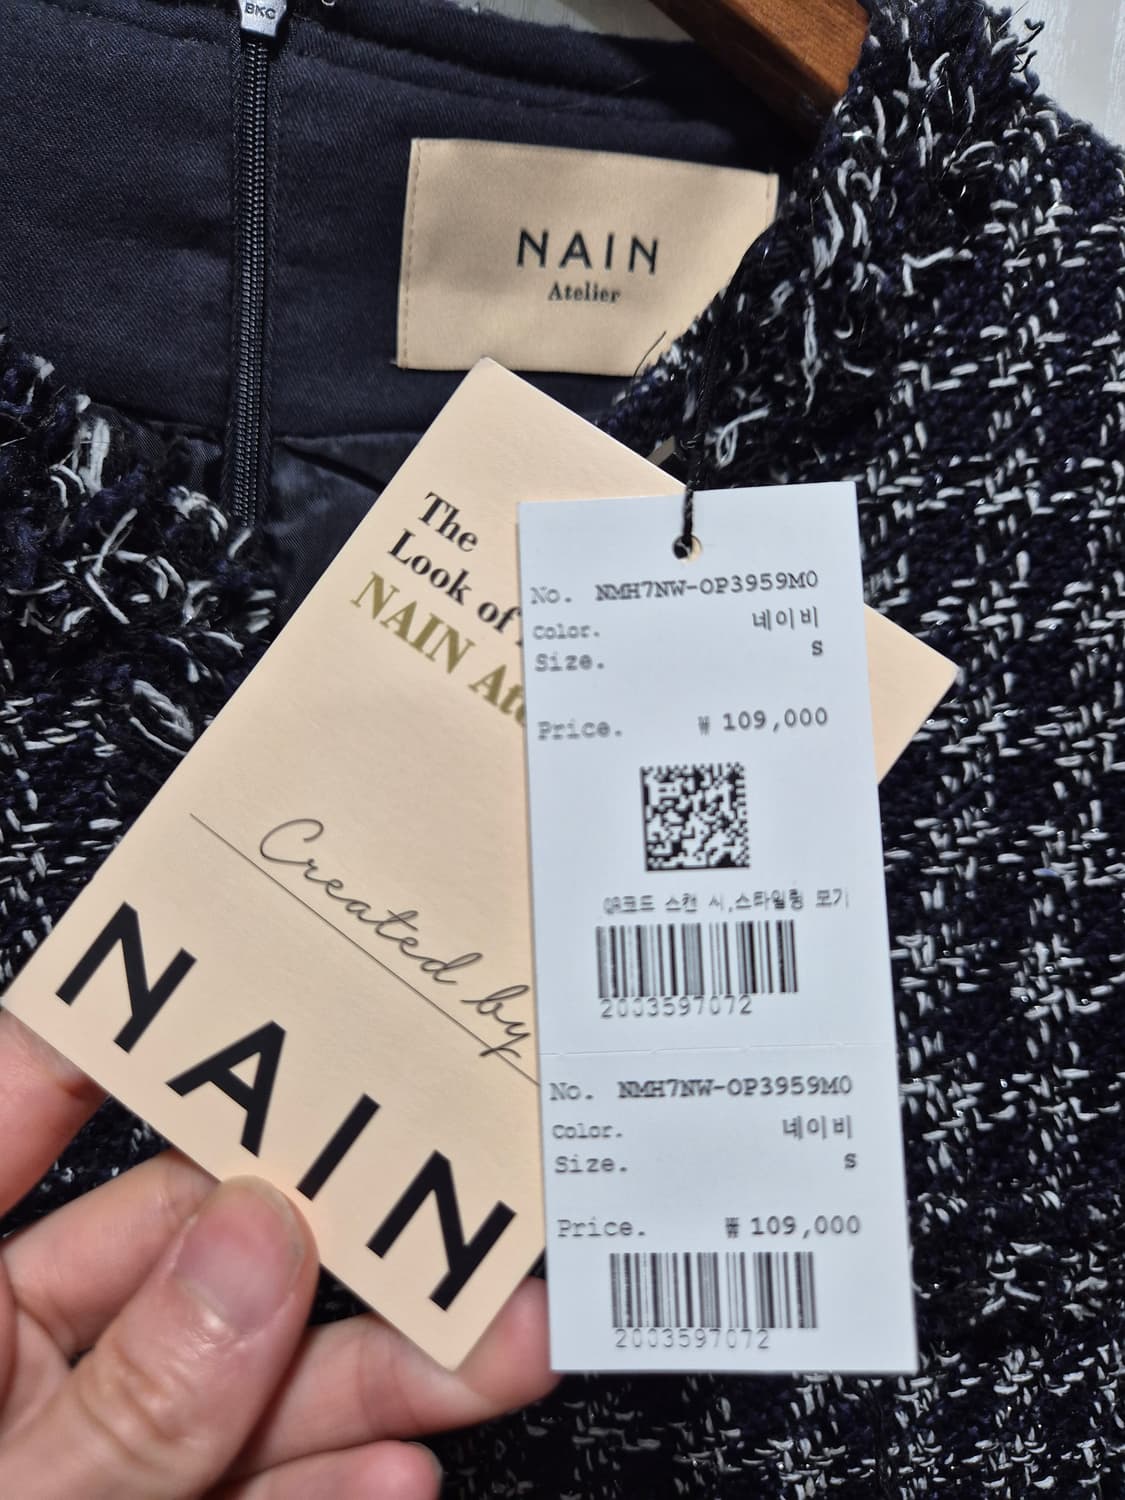 BKC
NAIN
Atelier
The
Look of
NAIN Ate
Created by
NAIN
No. NMH7NW-OP3959M0
Color. 네이비
Size. S
Price. ₩ 109,000
QR코드 스캔 시,스타일링 보기
2003597072
No. NMH7NW-OP3959M0
Color. 네이비
Size. S
Price. ₩ 109,000
2003597072